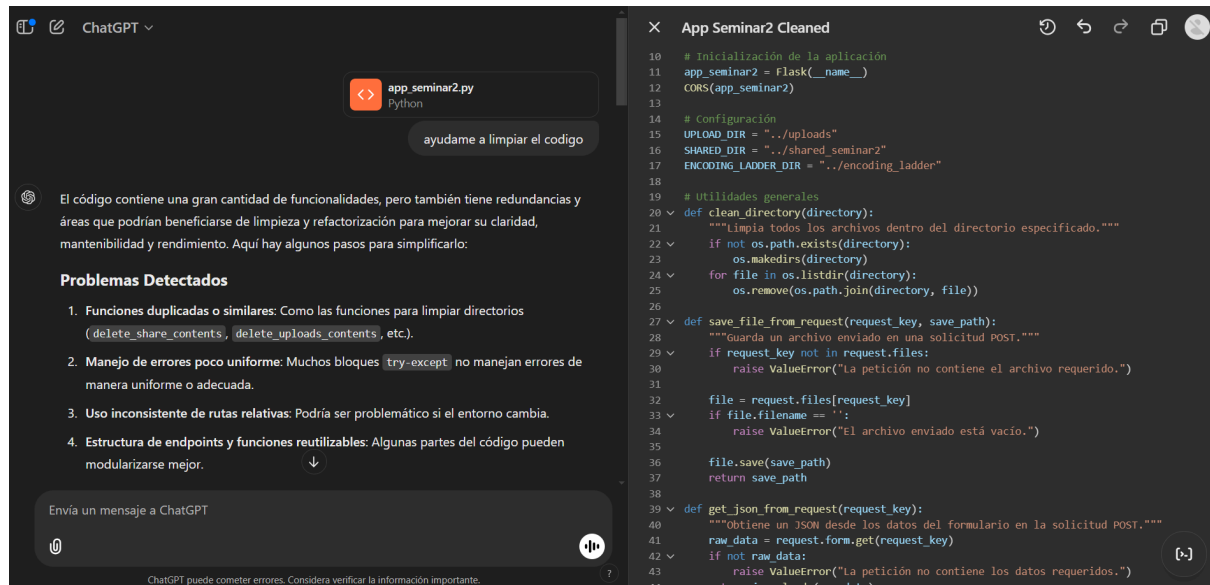 ChatGPT
app_seminar2.py
Python
ayudame a limpiar el codigo
El código contiene una gran cantidad de funcionalidades, pero también tiene redundancias y
áreas que podrían beneficiarse de limpieza y refactorización para mejorar su claridad,
mantenibilidad y rendimiento. Aquí hay algunos pasos para simplificarlo:
Problemas Detectados
1. Funciones duplicadas o similares: Como las funciones para limpiar directorios
(delete_share_contents, delete_uploads_contents, etc.).
2. Manejo de errores poco uniforme: Muchos bloques try-except no manejan errores de
manera uniforme o adecuada.
3. Uso inconsistente de rutas relativas: Podría ser problemático si el entorno cambia.
4. Estructura de endpoints y funciones reutilizables: Algunas partes del código pueden
modularizarse mejor.
Envía un mensaje a ChatGPT
ChatGPT puede cometer errores. Considera verificar la información importante.
?
App Seminar2 Cleaned
10 # Inicialización de la aplicación
11 app_seminar2 = Flask(__name__)
12 CORS(app_seminar2)
13
14 # Configuración
15 UPLOAD_DIR = "../uploads"
16 SHARED_DIR = "../shared_seminar2"
17 ENCODING_LADDER_DIR = "../encoding_ladder"
18
19 # Utilidades generales
20 def clean_directory(directory):
21 """Limpia todos los archivos dentro del directorio especificado."""
22 if not os.path.exists(directory):
23 os.makedirs(directory)
24 for file in os.listdir(directory):
25 os.remove(os.path.join(directory, file))
26
27 def save_file_from_request(request_key, save_path):
28 """Guarda un archivo enviado en una solicitud POST."""
29 if request_key not in request.files:
30 raise ValueError("La petición no contiene el archivo requerido.")
31
32 file = request.files[request_key]
33 if file.filename == '':
34 raise ValueError("El archivo enviado está vacío.")
35
36 file.save(save_path)
37 return save_path
38
39 def get_json_from_request(request_key):
40 """Obtiene un JSON desde los datos del formulario en la solicitud POST."""
41 raw_data = request.form.get(request_key)
42 if not raw_data:
43 raise ValueError("La petición no contiene los datos requeridos.")